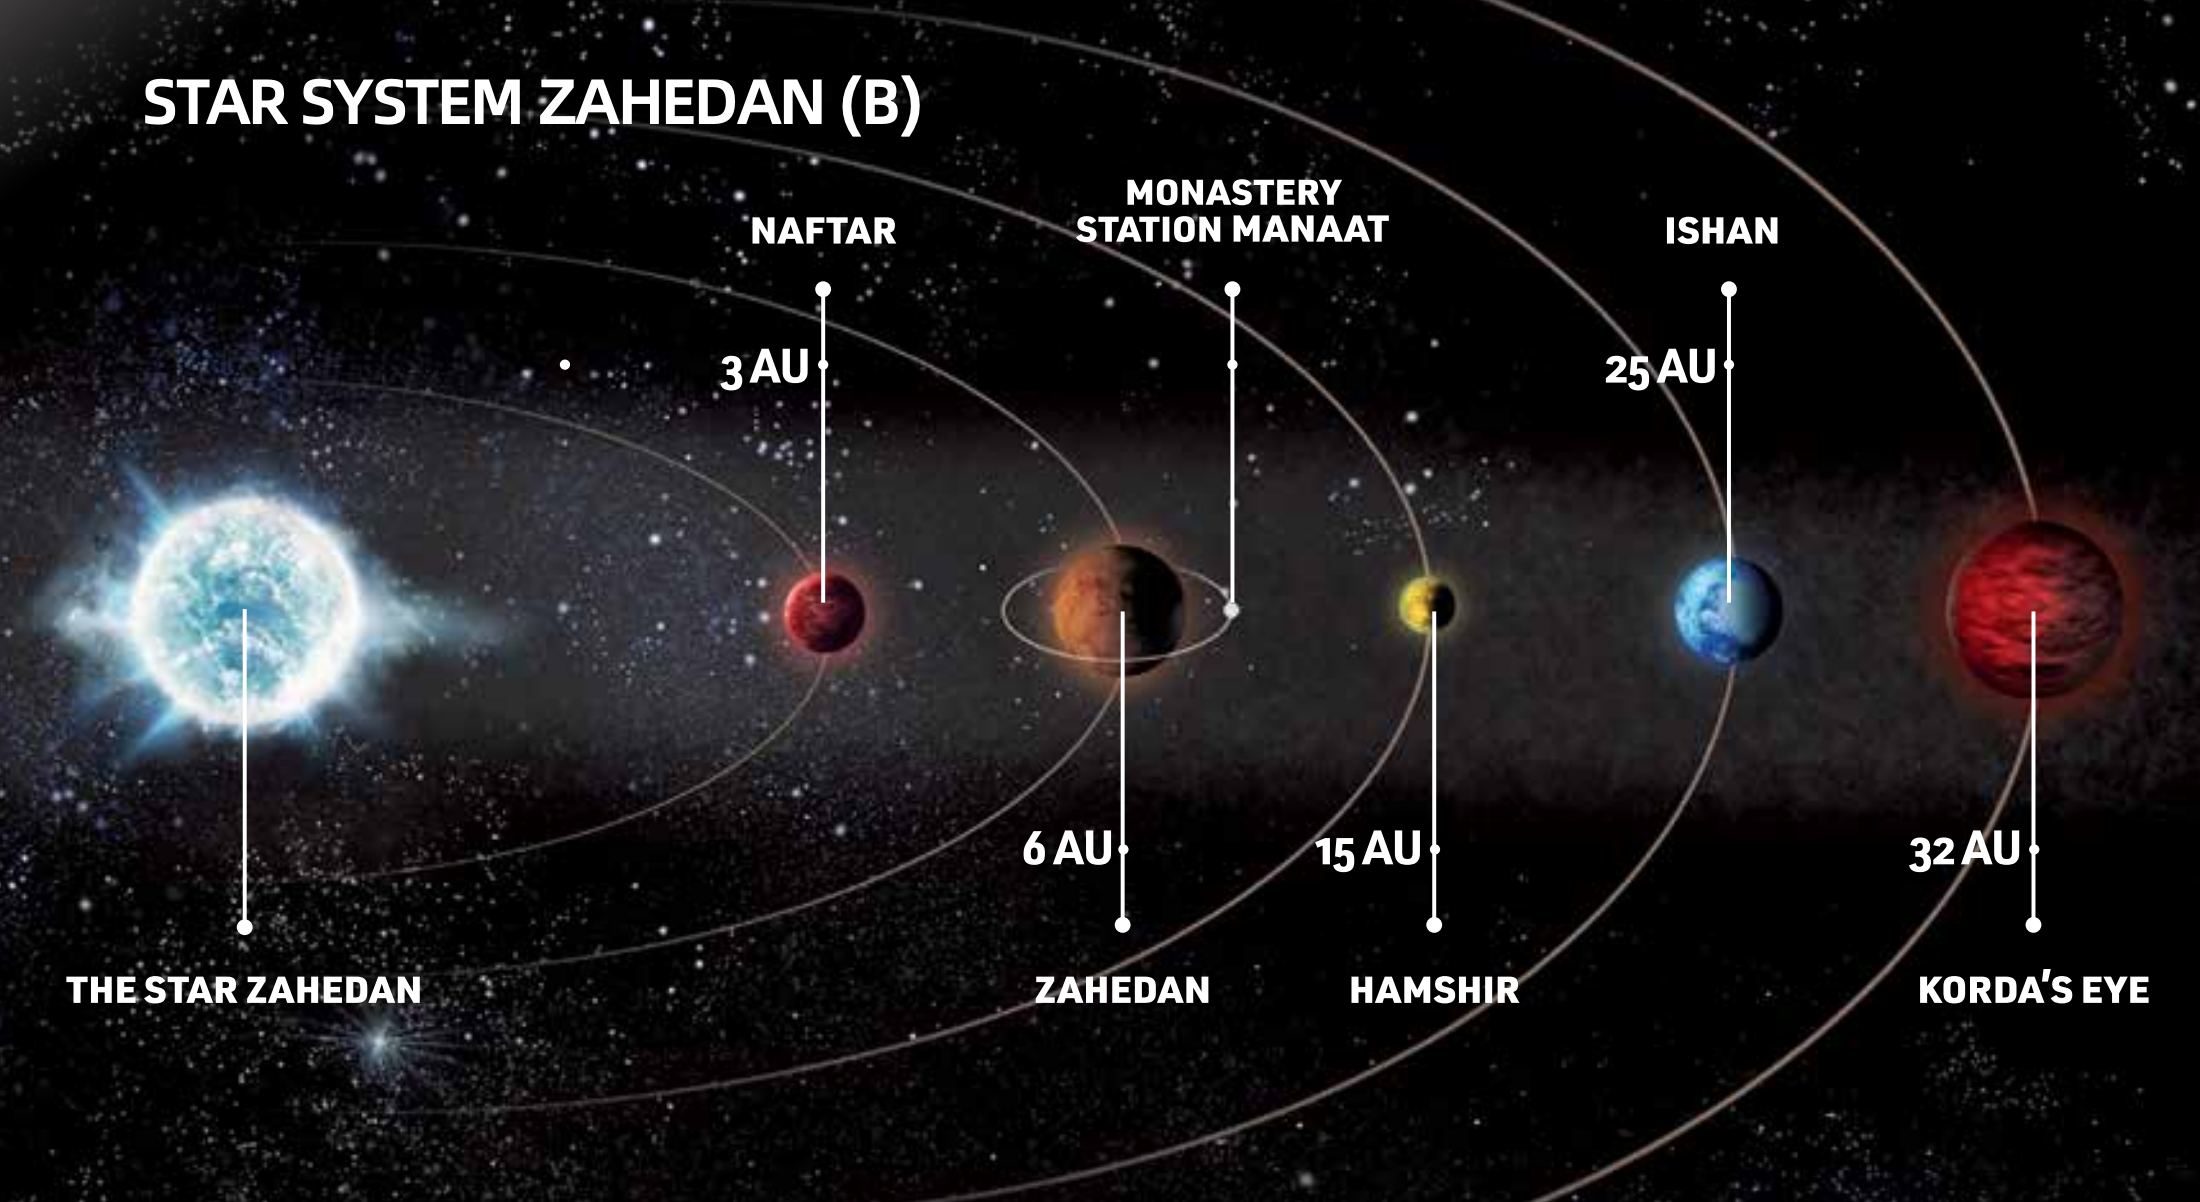 STAR SYSTEM ZAHEDAN (B)
MONASTERY
STATION MANAAT
NAFTAR
ISHAN
3 AU
25 AU
6 AU
15 AU
32 AU
THE STAR ZAHEDAN
ZAHEDAN
HAMSHIR
KORDA'S EYE